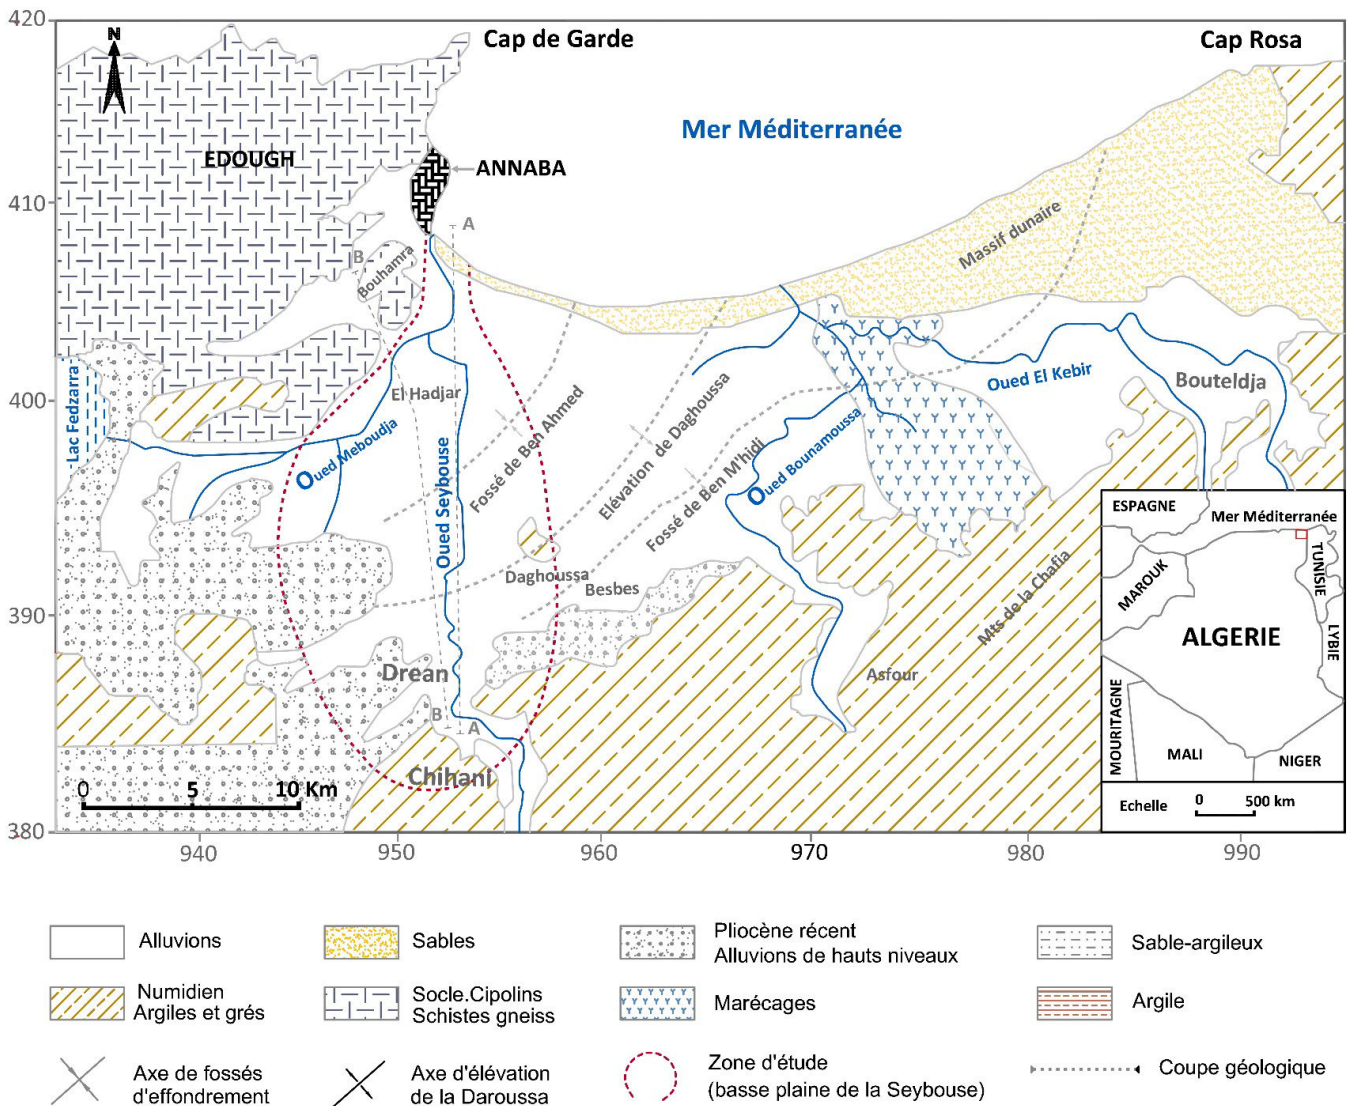 420
N
Cap de Garde
Cap Rosa
Mer Méditerranée
EDOUGH
ANNABA
410
A
B
Bouhamra
Massif dunaire
Lac Fedzarra
400
El Hadjar
Oued Meboudja
Oued Seybouse
Fossé de Ben Ahmed
Elévation de Daghoussa
Fossé de Ben M'hidi
Oued Bounamoussa
Oued El Kebir
Bouteldja
Daghoussa
Besbes
390
Drean
Asfour
Mts de la Chafia
B
A
Chihani
0 5 10 Km
380
940 950 960 970 980 990
ESPAGNE
Mer Méditerranée
MAROUK
TUNISIE
ALGERIE
LYBIE
MOURITAGNE
MALI
NIGER
Echelle 0 500 km
Alluvions
Sables
Pliocène récent
Alluvions de hauts niveaux
Sable-argileux
Numidien
Argiles et grés
Socle.Cipolins
Schistes gneiss
Marécages
Argile
Axe de fossés
d'effondrement
Axe d'élévation
de la Daroussa
Zone d'étude
(basse plaine de la Seybouse)
Coupe géologique